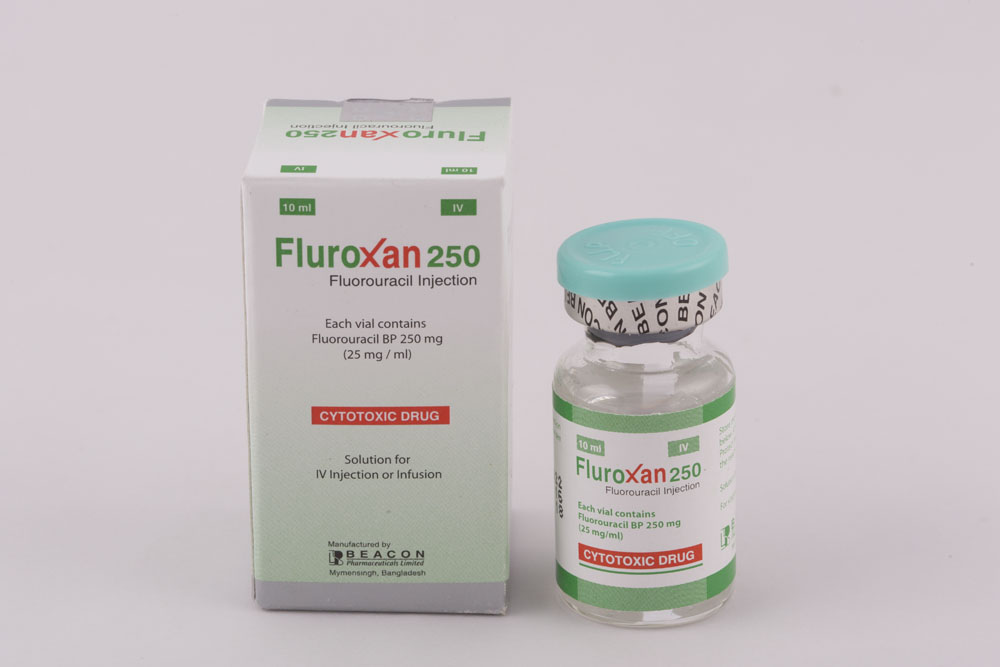 Fluroxan250
Fluorouracil Injection
IV
10 ml
10 ml
IV
Fluroxan 250
Fluorouracil Injection
Each vial contains
Fluorouracil BP 250 mg
(25 mg / ml)
CYTOTOXIC DRUG
Solution for
IV Injection or Infusion
Manufactured by
BEACON
Pharmaceuticals Limited
Mymensingh, Bangladesh
10 ml
IV
Fluroxan 250
Fluorouracil Injection
Each vial contains
Fluorouracil BP 250 mg
(25 mg/ml)
CYTOTOXIC DRUG